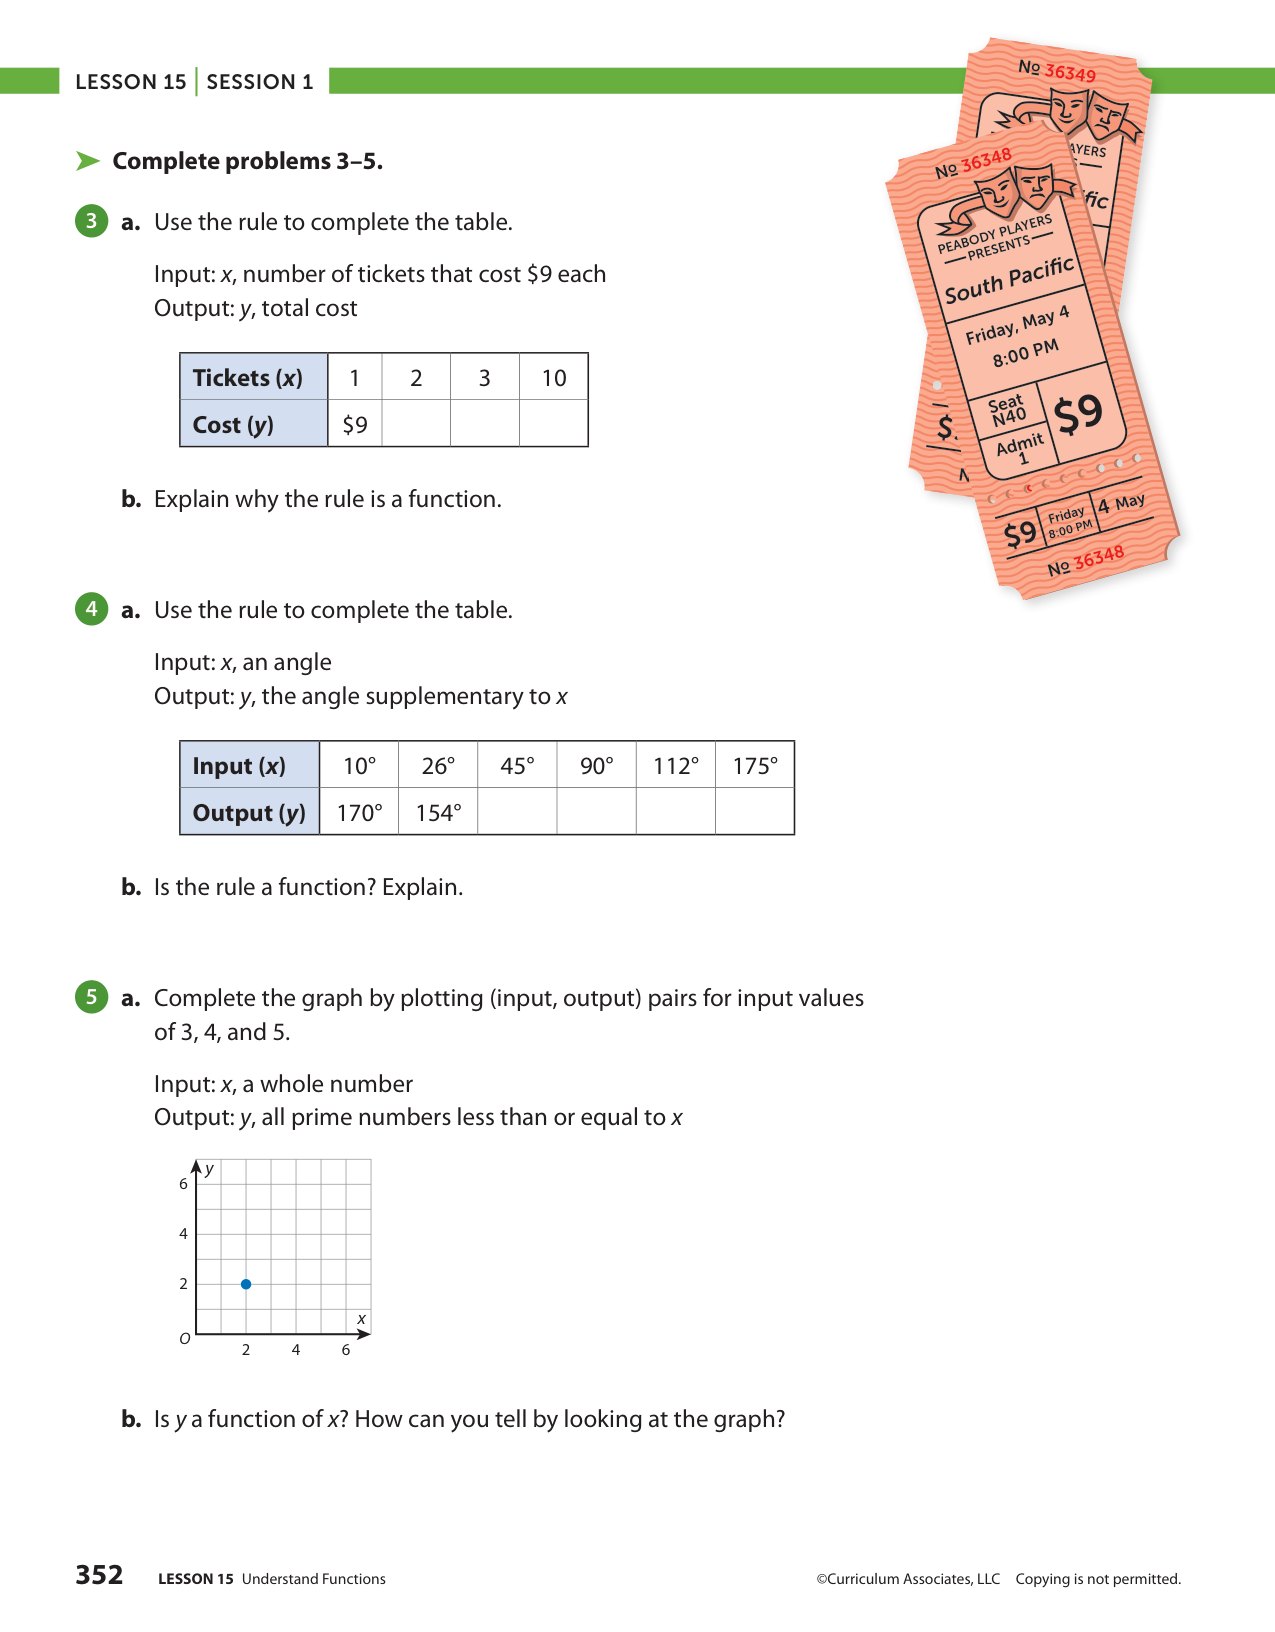 LESSON 15 | SESSION 1
➤ Complete problems 3–5.
3 a. Use the rule to complete the table.
Input: x, number of tickets that cost $9 each
Output: y, total cost
Tickets (x) 1 2 3 10
Cost (y) $9
b. Explain why the rule is a function.
No 36349
AYERS
fic
No 36348
PEABODY PLAYERS
PRESENTS
South Pacific
Friday, May 4
8:00 PM
Seat
N40
Admit
1
$9
$
$9
Friday
8:00 PM
4 May
No 36348
4 a. Use the rule to complete the table.
Input: x, an angle
Output: y, the angle supplementary to x
Input (x) 10° 26° 45° 90° 112° 175°
Output (y) 170° 154°
b. Is the rule a function? Explain.
5 a. Complete the graph by plotting (input, output) pairs for input values
of 3, 4, and 5.
Input: x, a whole number
Output: y, all prime numbers less than or equal to x
y
6
4
2
x
O
2 4 6
b. Is y a function of x? How can you tell by looking at the graph?
352 LESSON 15 Understand Functions
©Curriculum Associates, LLC Copying is not permitted.